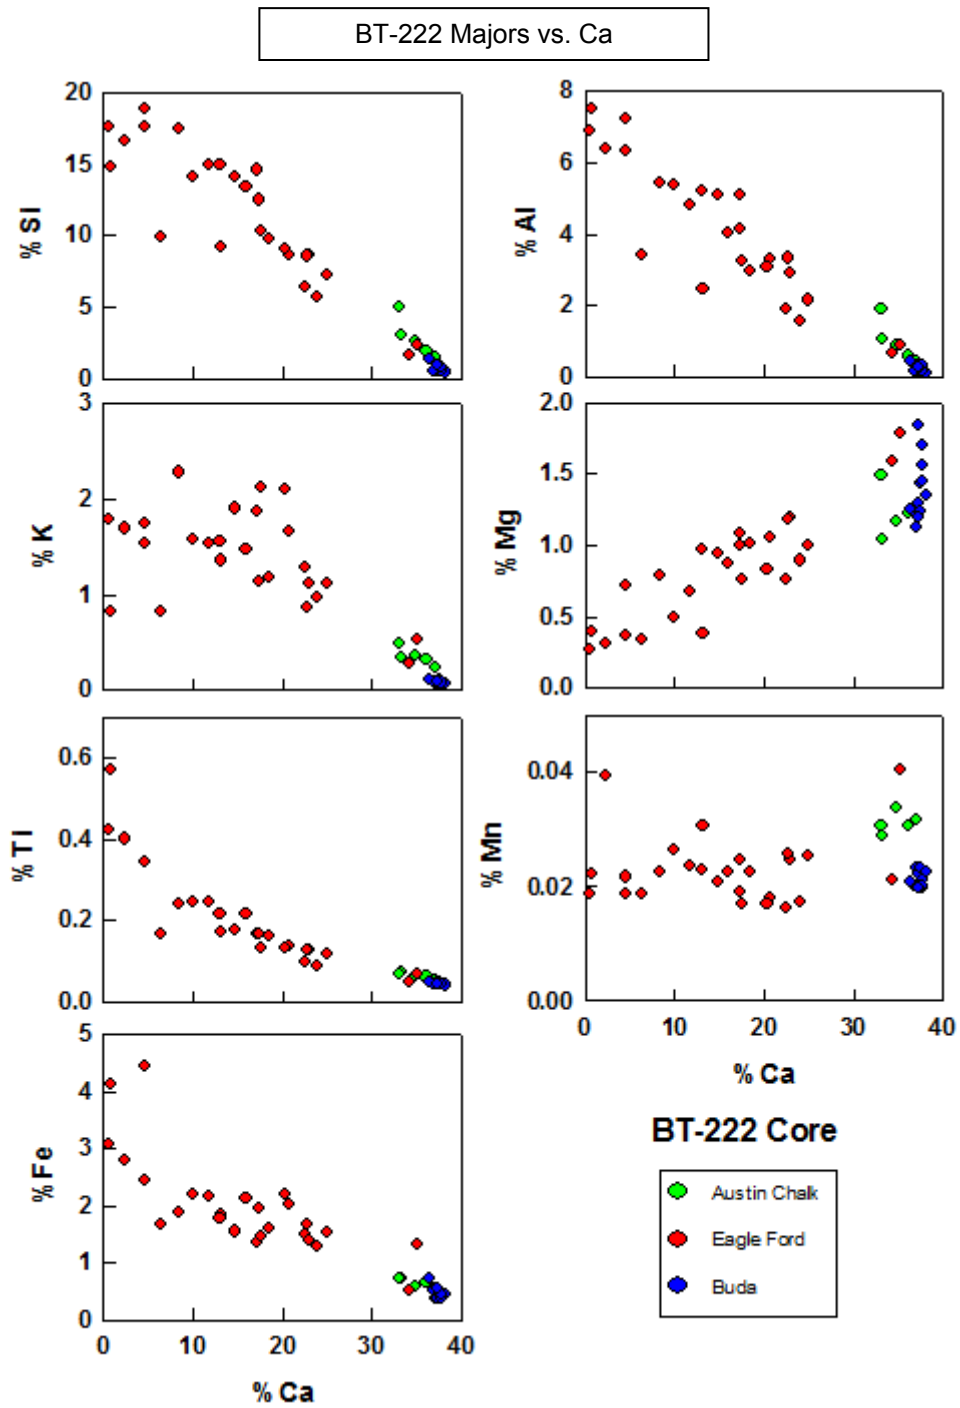 BT-222 Majors vs. Ca
20
15
10
5
0
% SI
8
6
4
2
0
% Al
3
2
1
0
% K
2.0
1.5
1.0
0.5
0.0
% Mg
0.6
0.4
0.2
0.0
% TI
0.04
0.02
0.00
% Mn
0 10 20 30 40
% Ca
5
4
3
2
1
0
% Fe
0 10 20 30 40
% Ca
BT-222 Core
Austin Chalk
Eagle Ford
Buda